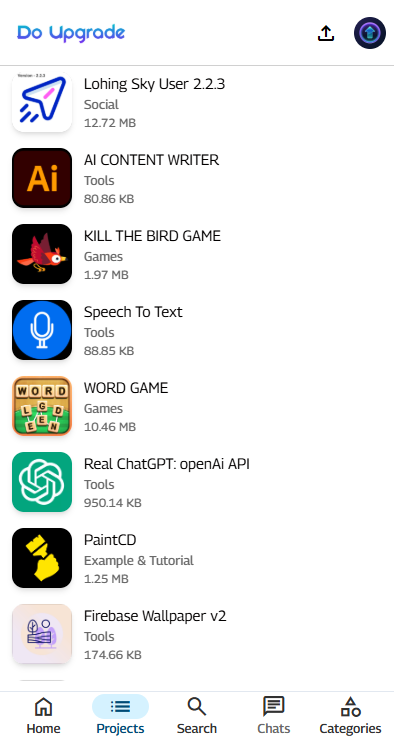 Do Upgrade
Version - 2.2.3
Lohing Sky User 2.2.3
Social
12.72 MB
Ai
AI CONTENT WRITER
Tools
80.86 KB
KILL THE BIRD GAME
Games
1.97 MB
Speech To Text
Tools
88.85 KB
WORD
LEGDEEN
WORD GAME
Games
10.46 MB
Real ChatGPT: openAi API
Tools
950.14 KB
PaintCD
Example & Tutorial
1.25 MB
Firebase Wallpaper v2
Tools
174.66 KB
Home
Projects
Search
Chats
Categories